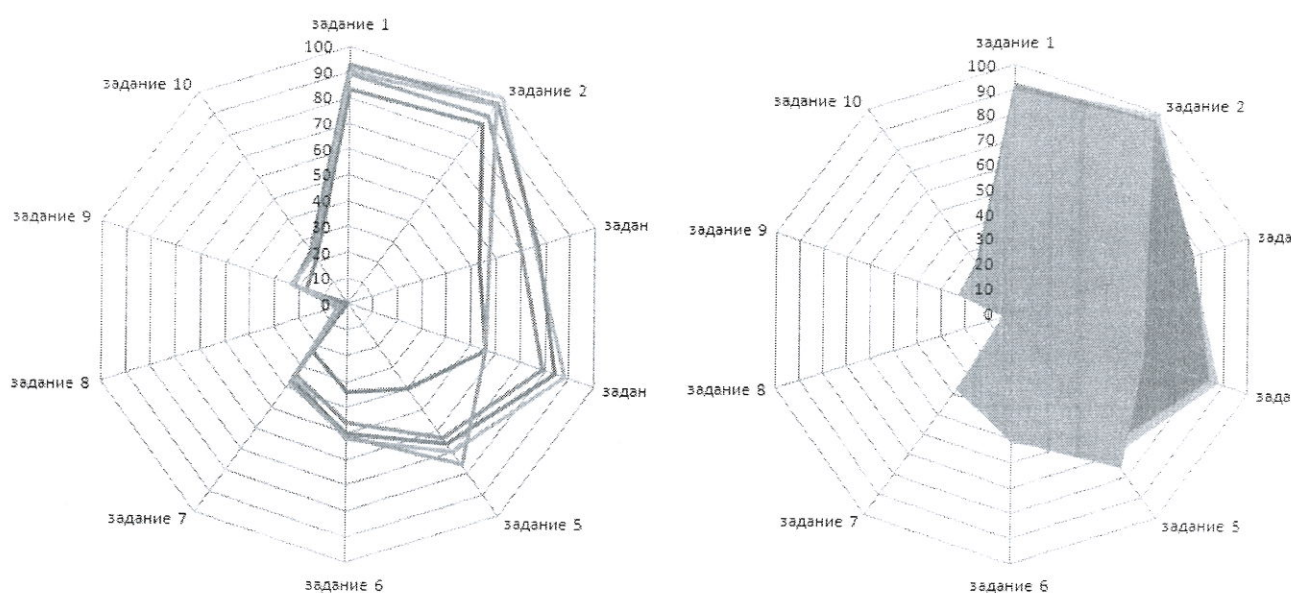 задание 1
100
90
80
70
60
50
40
30
20
10
0
задание 2
задан
задан
задание 5
задание 6
задание 7
задание 8
задание 9
задание 10
задание 1
100
90
80
70
60
50
40
30
20
10
0
задание 2
зада
зада
задание 5
задание 6
задание 7
задание 8
задание 9
задание 10